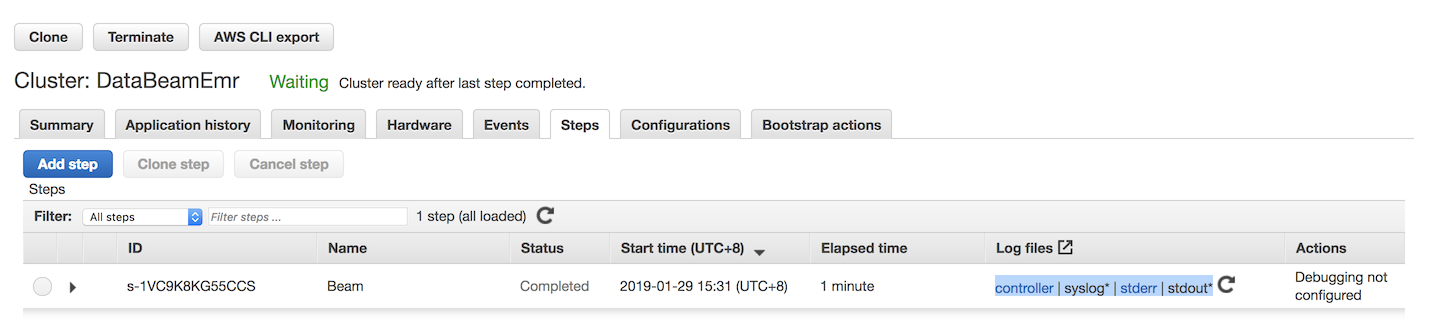 Clone Terminate AWS CLI export
Cluster: DataBeamEmr Waiting Cluster ready after last step completed.
Summary Application history Monitoring Hardware Events Steps Configurations Bootstrap actions
Add step Clone step Cancel step
Steps
Filter: All steps Filter steps ... 1 step (all loaded)
ID Name Status Start time (UTC+8) Elapsed time Log files Actions
s-1VC9K8KG55CCS Beam Completed 2019-01-29 15:31 (UTC+8) 1 minute controller | syslog* | stderr | stdout* Debugging not
configured